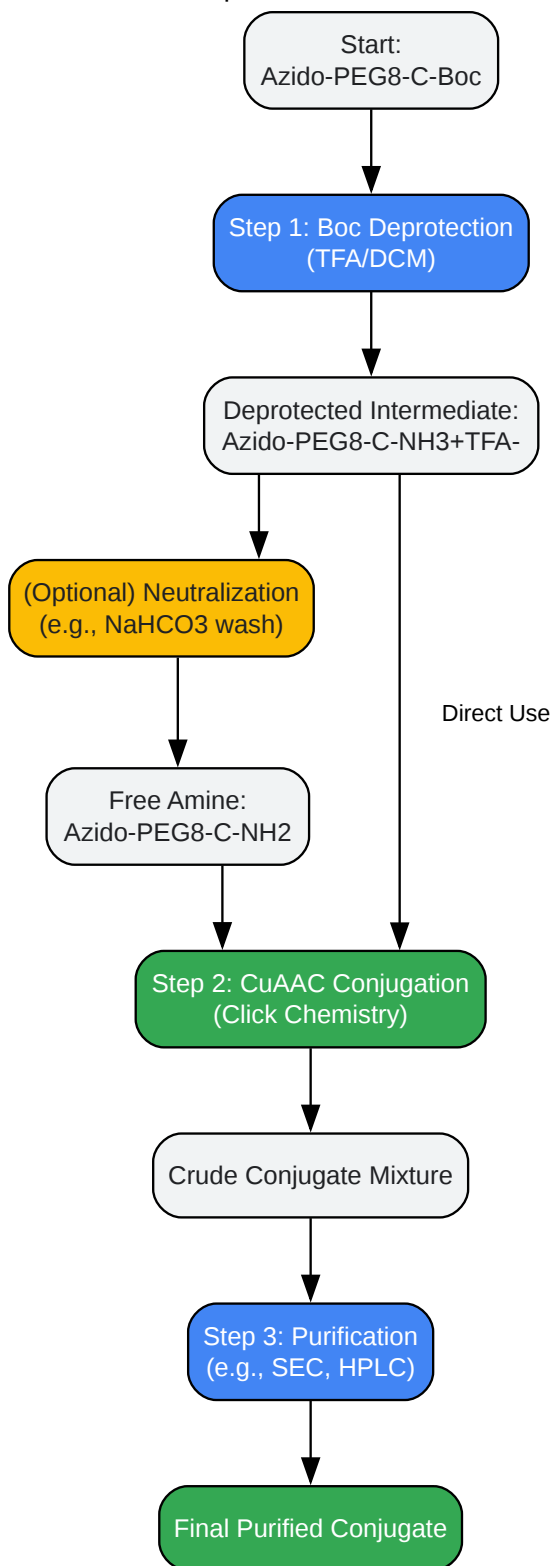 Start:
Azido-PEG8-C-Boc
Step 1: Boc Deprotection
(TFA/DCM)
Deprotected Intermediate:
Azido-PEG8-C-NH3+TFA-
(Optional) Neutralization
(e.g., NaHCO3 wash)
Direct Use
Free Amine:
Azido-PEG8-C-NH2
Step 2: CuAAC Conjugation
(Click Chemistry)
Crude Conjugate Mixture
Step 3: Purification
(e.g., SEC, HPLC)
Final Purified Conjugate